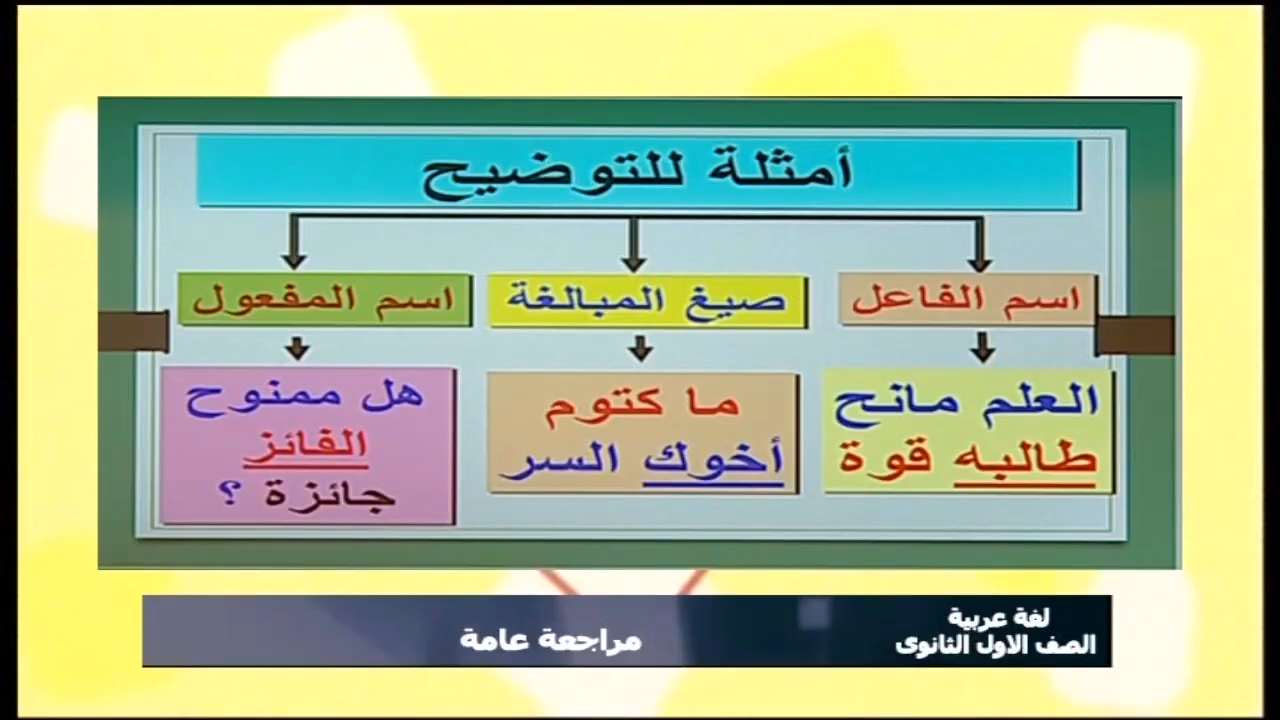 أمثلة للتوضيح
اسم الفاعل
صيغ المبالغة
اسم المفعول
العلم مانح
طالبه قوة
ما كتوم
أخوك السر
هل ممنوح
الفائز
جائزة ؟
لغة عربية
الصف الاول الثانوى
مراجعة عامة